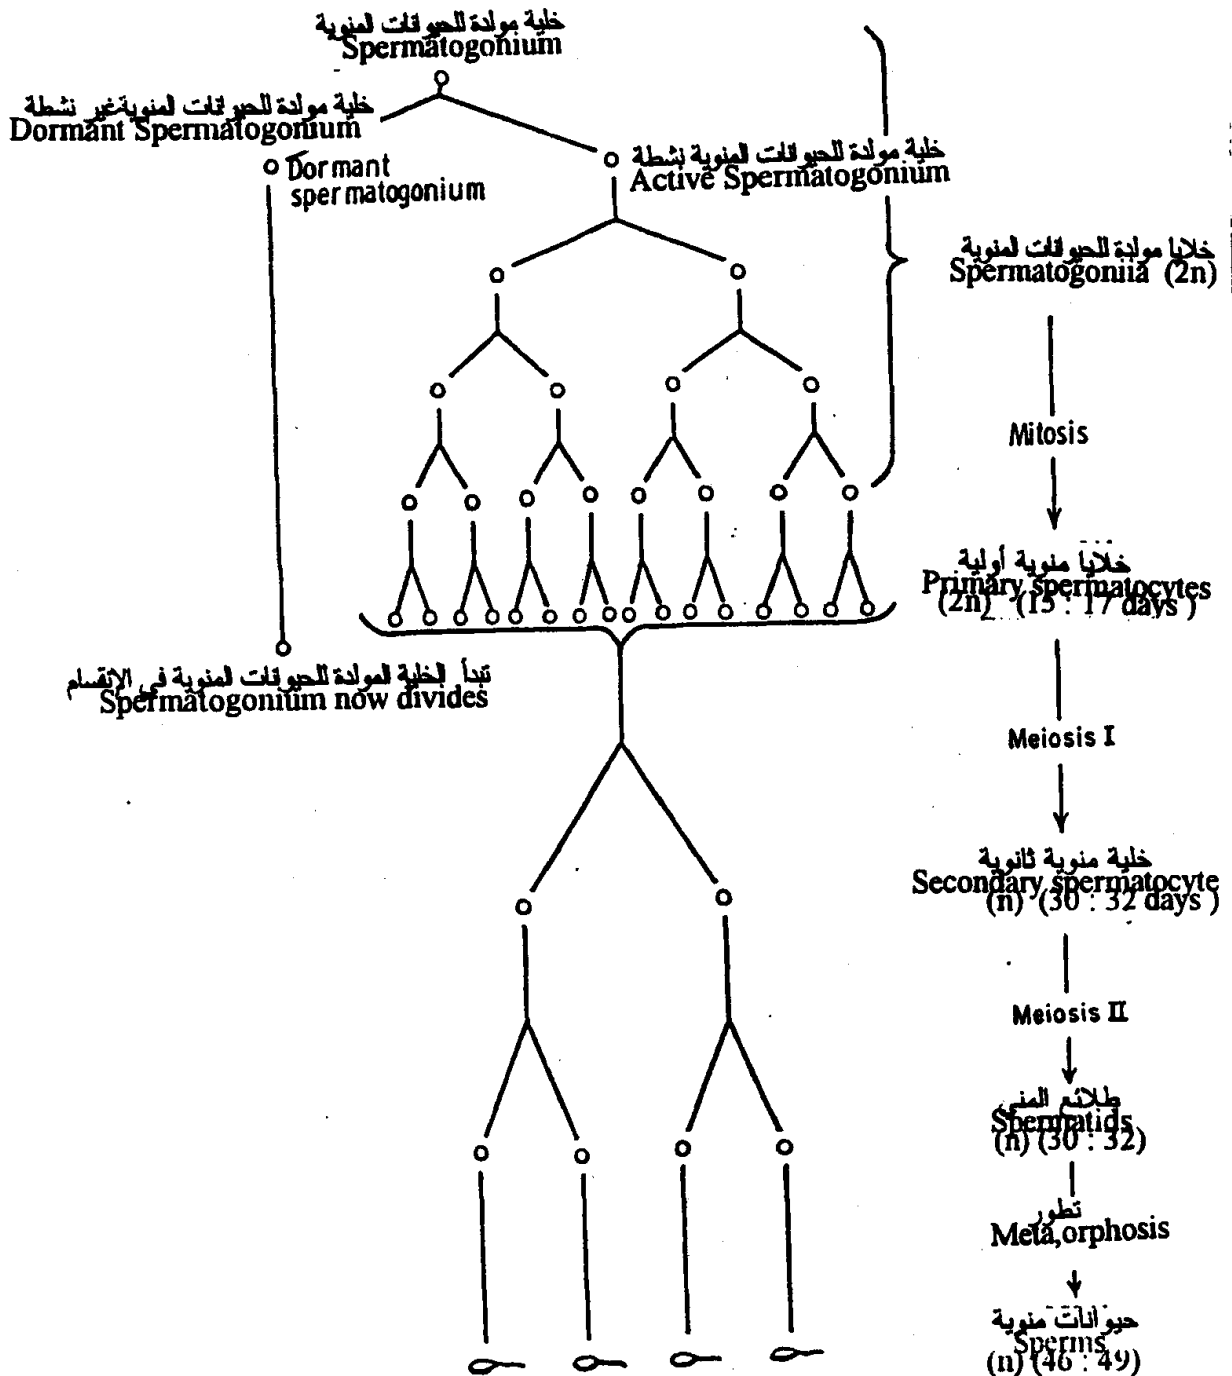 خلية مولدة للحيوانات المنوية
Spermatogonium
خلية مولدة للحيوانات المنوية غير نشطة
Dormant Spermatogonium
Dormant
spermatogonium
خلية مولدة للحيوانات المنوية نشطة
Active Spermatogonium
خلايا مولدة للحيوانات المنوية
Spermatogoniia (2n)
Mitosis
خلايا منوية أولية
Primary spermatocytes
(2n) (15 : 17 days )
تبدأ الخلية المولدة للحيوانات المنوية في الإنقسام
Spermatogonium now divides
Meiosis I
خلية منوية ثانوية
Secondary spermatocyte
(n) (30 : 32 days )
Meiosis II
طلائع المني
Spermatids
(n) (30 : 32)
تطور
Meta,orphosis
حيوانات منوية
Sperms
(n) (46 : 49)